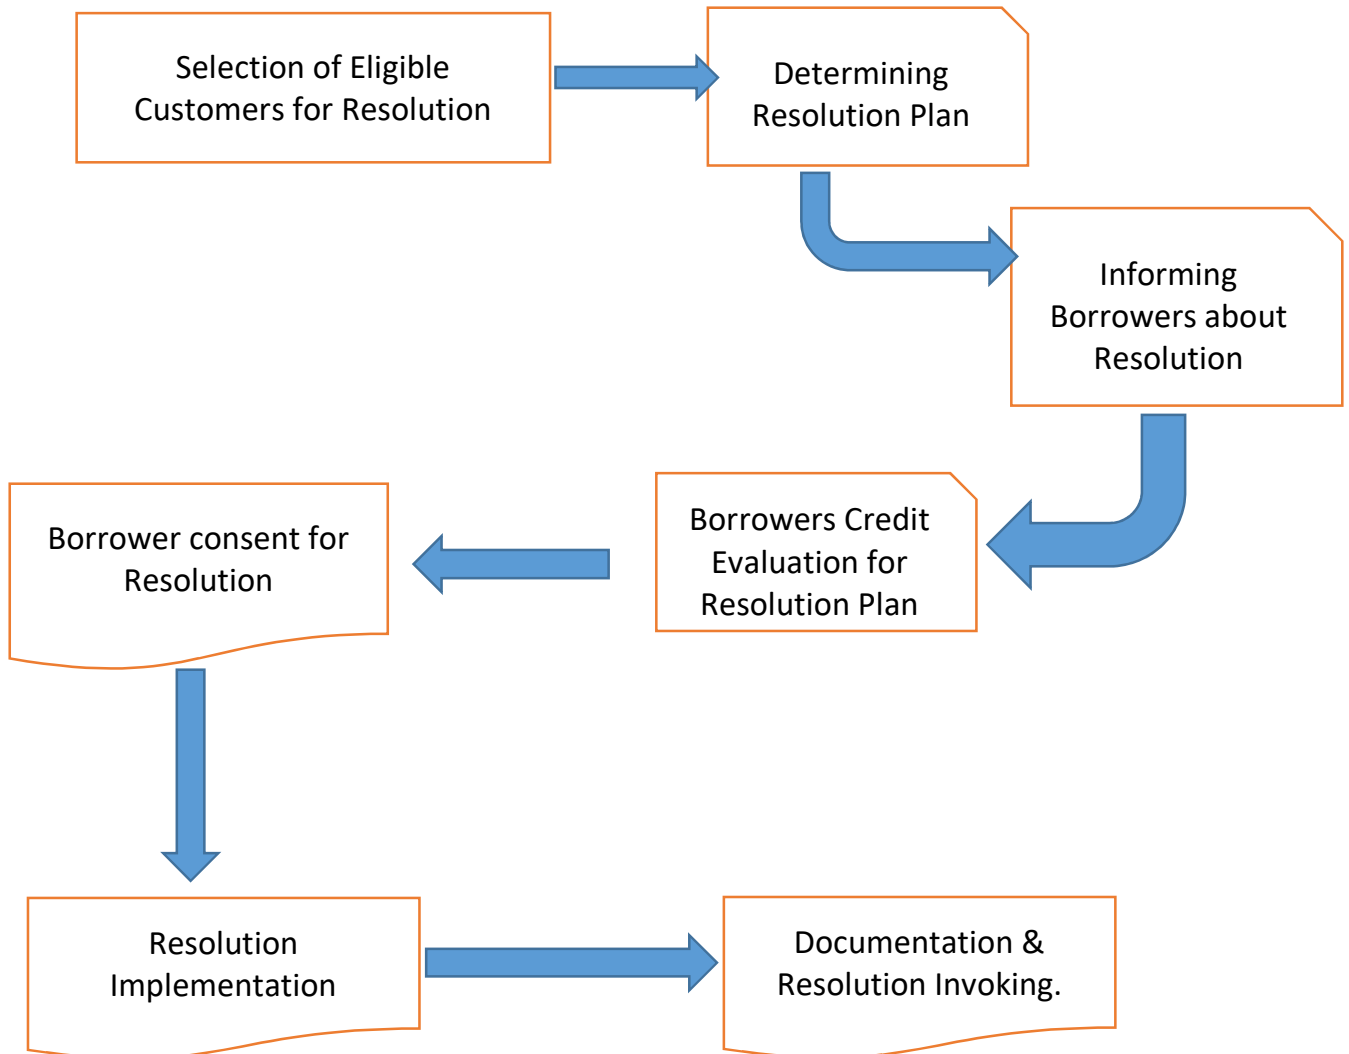 Selection of Eligible
Customers for Resolution
Determining
Resolution Plan
Informing
Borrowers about
Resolution
Borrowers Credit
Evaluation for
Resolution Plan
Borrower consent for
Resolution
Resolution
Implementation
Documentation &
Resolution Invoking.